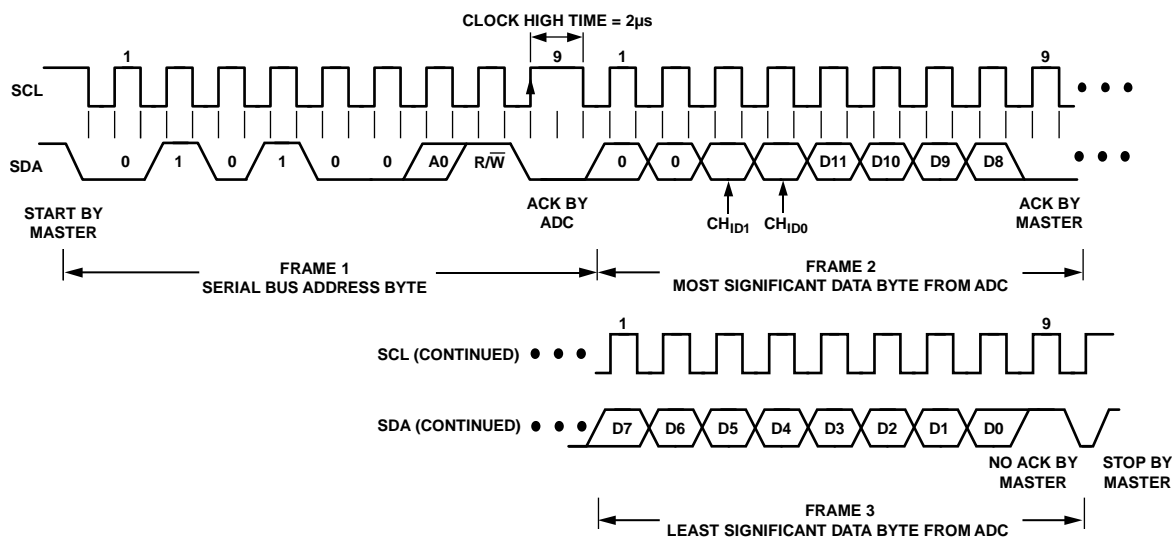 CLOCK HIGH TIME = 2µs
1 9 1 9
SCL
SDA 0 1 0 1 0 0 A0 R/W̅ 0 0 D11 D10 D9 D8
START BY
MASTER
ACK BY
ADC
CHID1 CHID0
ACK BY
MASTER
FRAME 1
SERIAL BUS ADDRESS BYTE
FRAME 2
MOST SIGNIFICANT DATA BYTE FROM ADC
1 9
SCL (CONTINUED)
SDA (CONTINUED) D7 D6 D5 D4 D3 D2 D1 D0
NO ACK BY
MASTER
STOP BY
MASTER
FRAME 3
LEAST SIGNIFICANT DATA BYTE FROM ADC